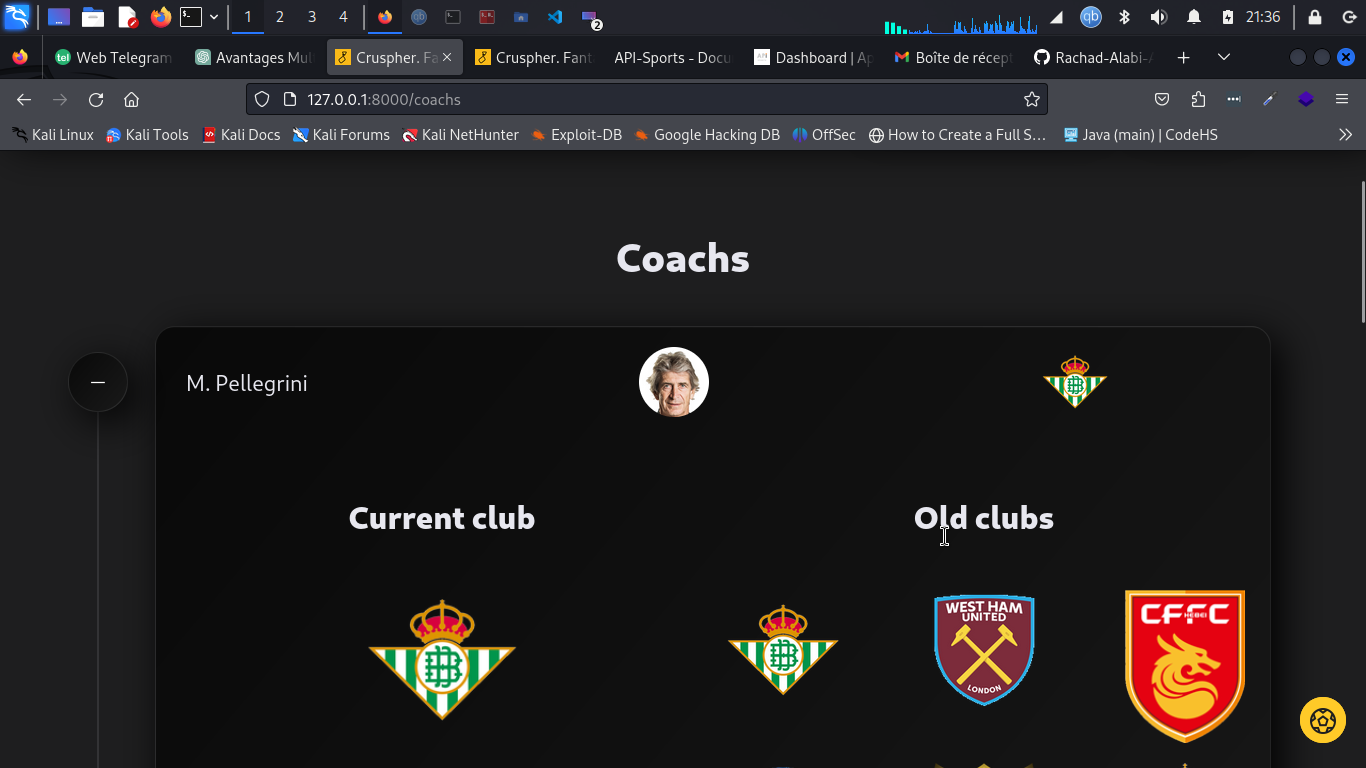 1 2 3 4 2 21:36
Web Telegram Avantages Mul Cruspher. Fa Cruspher. Fant API-Sports - Docu Dashboard | Ap Boîte de récept Rachad-Alabi-A
127.0.0.1:8000/coachs
Kali Linux Kali Tools Kali Docs Kali Forums Kali NetHunter Exploit-DB Google Hacking DB OffSec How to Create a Full S… Java (main) | CodeHS
Coachs
M. Pellegrini
Current club Old clubs
WEST HAM
UNITED
LONDON
CFFC
HEBEI